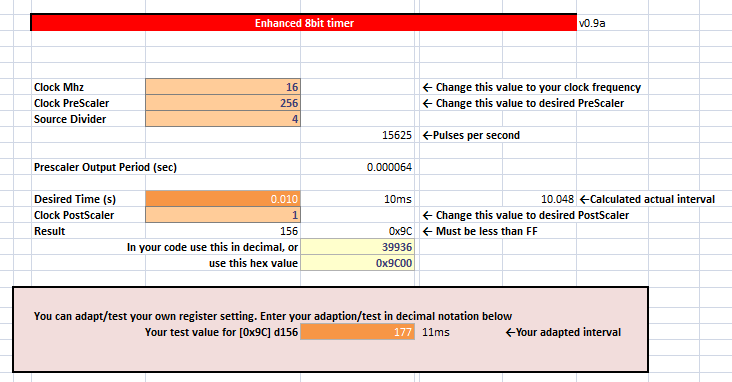 Enhanced 8bit timer v0.9a
Clock Mhz 16 ← Change this value to your clock frequency
Clock PreScaler 256 ← Change this value to desired PreScaler
Source Divider 4
15625 ←Pulses per second
Prescaler Output Period (sec) 0.000064
Desired Time (s) 0.010 10ms 10.048 ←Calculated actual interval
Clock PostScaler 1 ← Change this value to desired PostScaler
Result 156 0x9C ← Must be less than FF
In your code use this in decimal, or 39936
use this hex value 0x9C00
You can adapt/test your own register setting. Enter your adaption/test in decimal notation below
Your test value for [0x9C] d156 177 11ms ←Your adapted interval